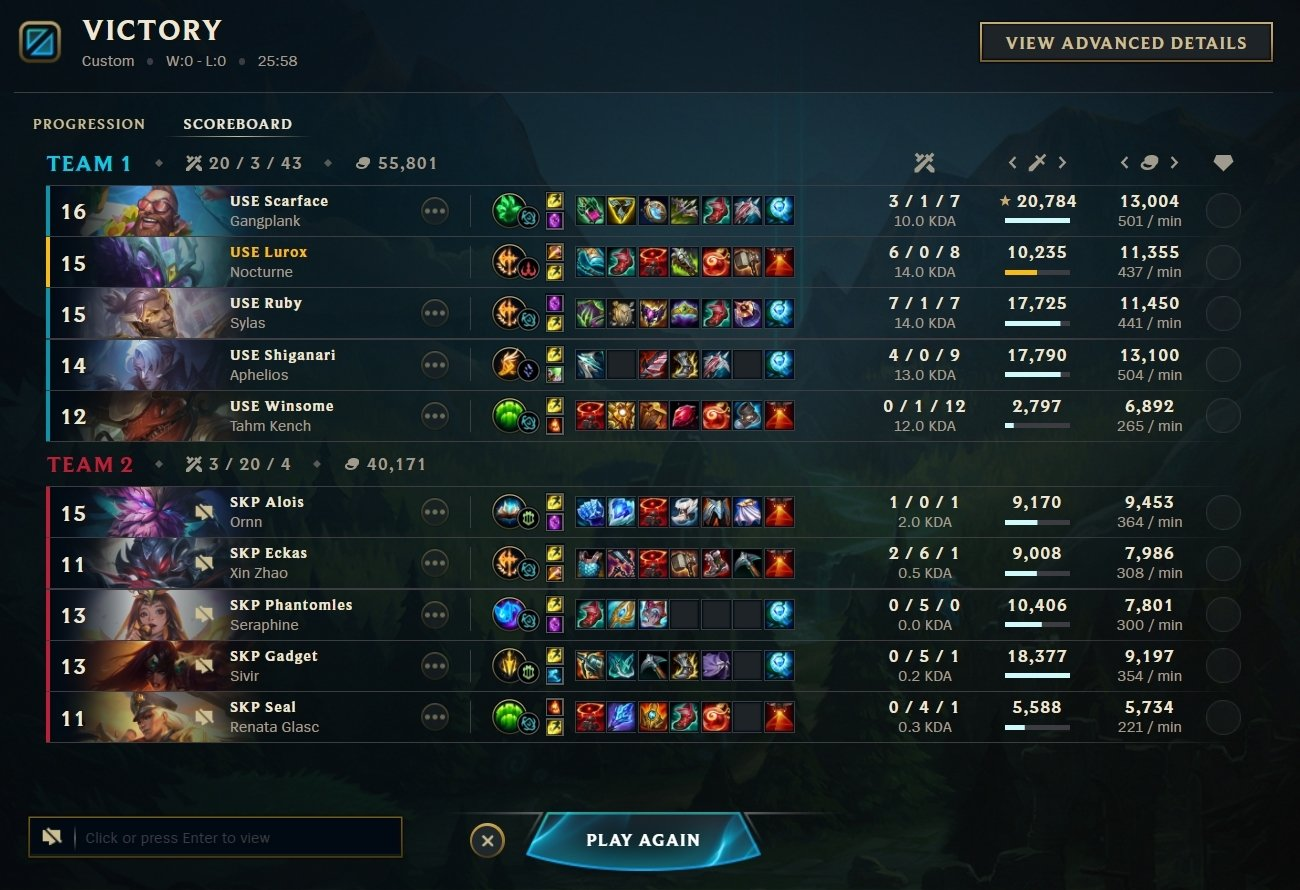 VICTORY
Custom • W:0 - L:0 • 25:58
VIEW ADVANCED DETAILS
PROGRESSION SCOREBOARD
TEAM 1 20 / 3 / 43 55,801
16 USE Scarface 3 / 1 / 7 20,784 13,004
Gangplank 10.0 KDA 501 / min
15 USE Lurox 6 / 0 / 8 10,235 11,355
Nocturne 14.0 KDA 437 / min
15 USE Ruby 7 / 1 / 7 17,725 11,450
Sylas 14.0 KDA 441 / min
14 USE Shiganari 4 / 0 / 9 17,790 13,100
Aphelios 13.0 KDA 504 / min
12 USE Winsome 0 / 1 / 12 2,797 6,892
Tahm Kench 12.0 KDA 265 / min
TEAM 2 3 / 20 / 4 40,171
15 SKP Alois 1 / 0 / 1 9,170 9,453
Ornn 2.0 KDA 364 / min
11 SKP Eckas 2 / 6 / 1 9,008 7,986
Xin Zhao 0.5 KDA 308 / min
13 SKP Phantomles 0 / 5 / 0 10,406 7,801
Seraphine 0.0 KDA 300 / min
13 SKP Gadget 0 / 5 / 1 18,377 9,197
Sivir 0.2 KDA 354 / min
11 SKP Seal 0 / 4 / 1 5,588 5,734
Renata Glasc 0.3 KDA 221 / min
Click or press Enter to view
PLAY AGAIN